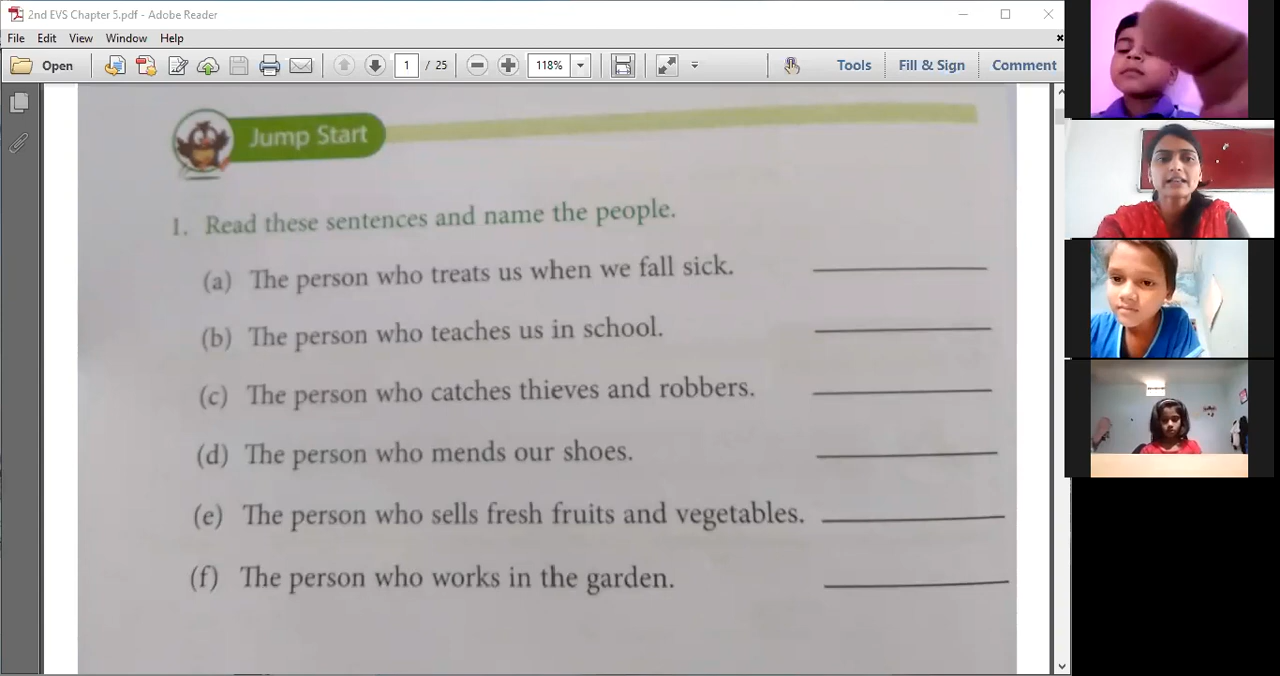 2nd EVS Chapter 5.pdf - Adobe Reader
File Edit View Window Help
Open 1 / 25 118% Tools Fill & Sign Comment
Jump Start
1. Read these sentences and name the people.
(a) The person who treats us when we fall sick.
(b) The person who teaches us in school.
(c) The person who catches thieves and robbers.
(d) The person who mends our shoes.
(e) The person who sells fresh fruits and vegetables.
(f) The person who works in the garden.